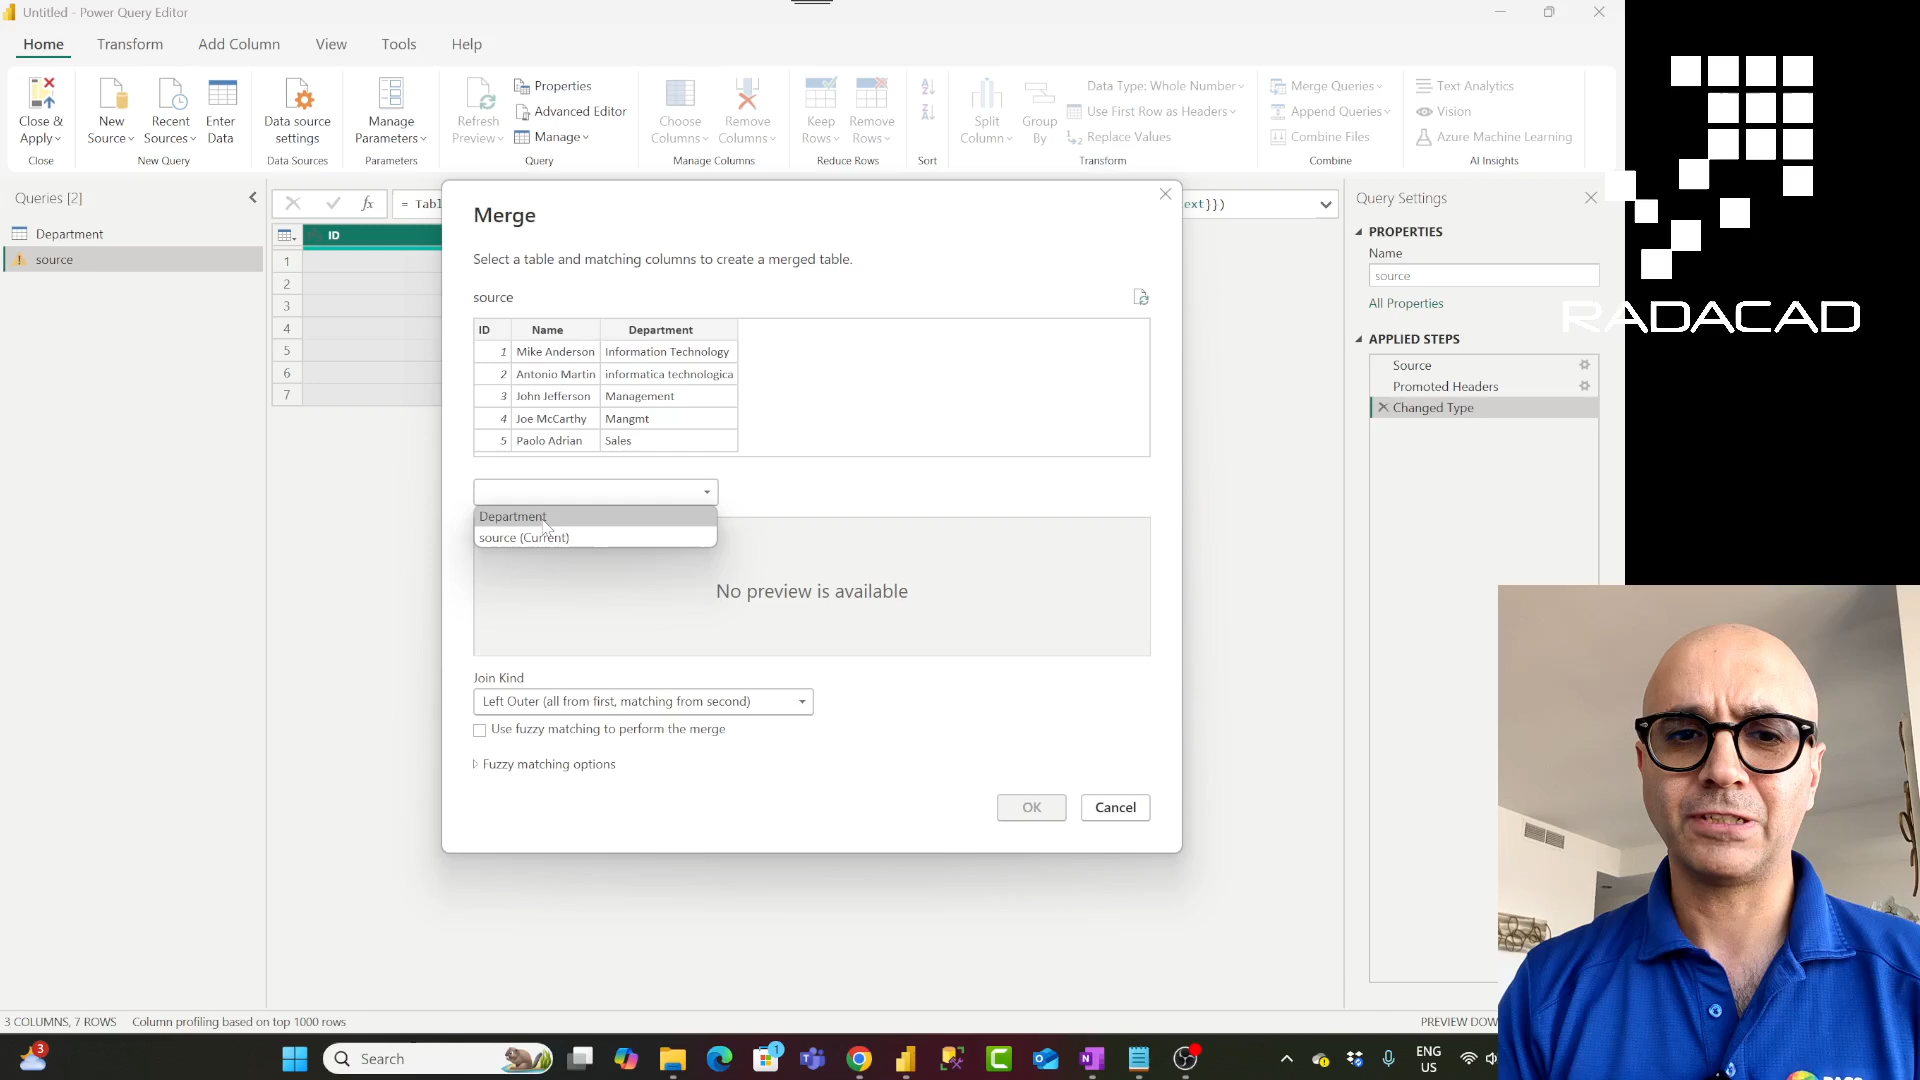 Untitled - Power Query Editor
Home Transform Add Column View Tools Help
Close & Apply
New Source
Recent Sources
Enter Data
Data source settings
Manage Parameters
Refresh Preview
Properties
Advanced Editor
Manage
Choose Columns
Remove Columns
Keep Rows
Remove Rows
Split Column
Group By
Data Type: Whole Number
Use First Row as Headers
Replace Values
Merge Queries
Append Queries
Combine Files
Text Analytics
Vision
Azure Machine Learning
Close New Query Data Sources Parameters Query Manage Columns Reduce Rows Sort Transform Combine AI Insights
Queries [2]
Department
source
fx = Tabl ext}})
ID
1
2
3
4
5
6
7
Merge
Select a table and matching columns to create a merged table.
source
ID Name Department
1 Mike Anderson Information Technology
2 Antonio Martin informatica technologica
3 John Jefferson Management
4 Joe McCarthy Mangmt
5 Paolo Adrian Sales
Department
source (Current)
No preview is available
Join Kind
Left Outer (all from first, matching from second)
Use fuzzy matching to perform the merge
Fuzzy matching options
OK Cancel
Query Settings
PROPERTIES
Name
source
All Properties
APPLIED STEPS
Source
Promoted Headers
Changed Type
RADACAD
3 COLUMNS, 7 ROWS Column profiling based on top 1000 rows
PREVIEW DOW
3
Search
1
ENG
US